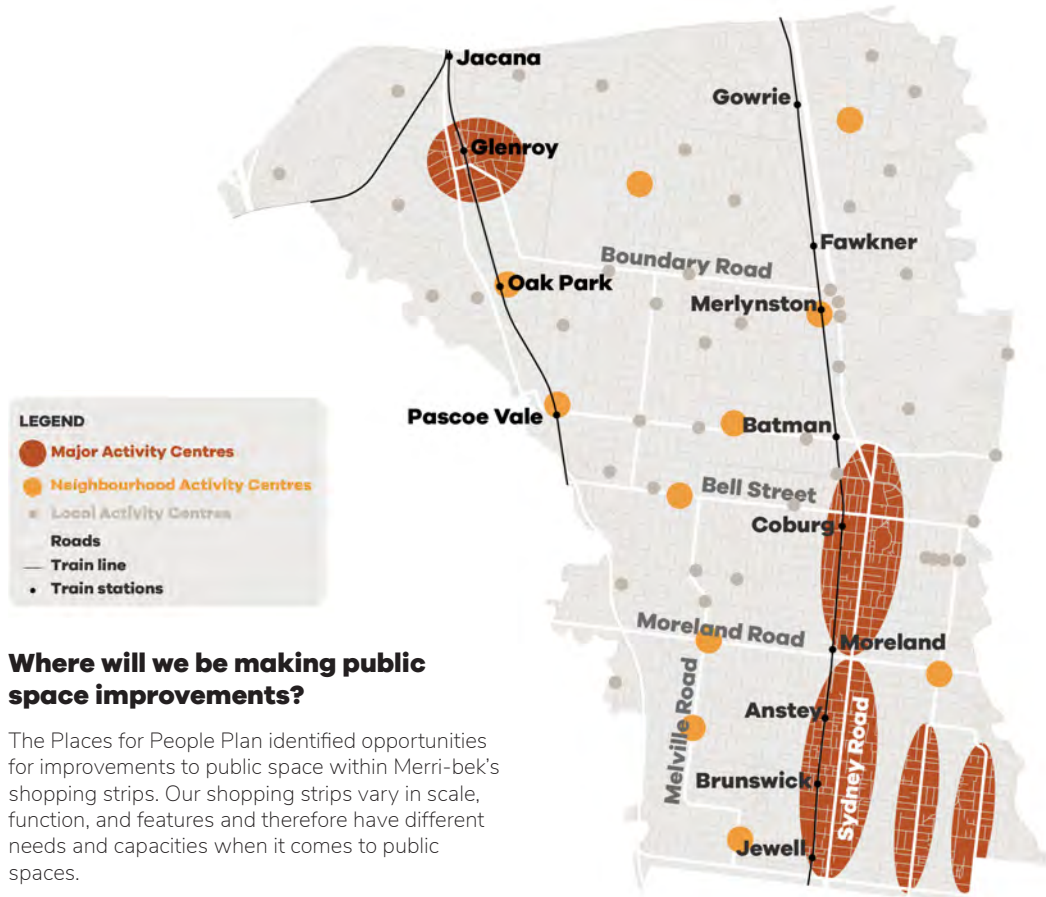 Jacana
Gowrie
Glenroy
Fawkner
Boundary Road
Oak Park
Merlynston
Pascoe Vale
Batman
LEGEND
Major Activity Centres
Neighbourhood Activity Centres
Local Activity Centres
Roads
Train line
Train stations
Bell Street
Coburg
Moreland Road
Moreland
Melville Road
Anstey
Sydney Road
Brunswick
Jewell
Where will we be making public
space improvements?
The Places for People Plan identified opportunities
for improvements to public space within Merri-bek’s
shopping strips. Our shopping strips vary in scale,
function, and features and therefore have different
needs and capacities when it comes to public
spaces.